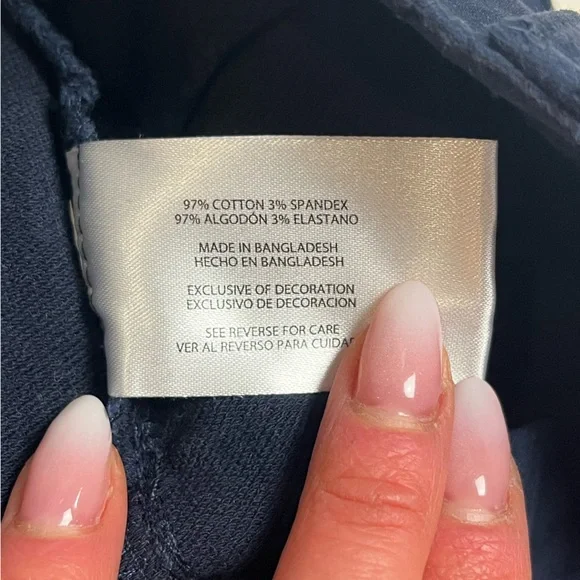 97% COTTON 3% SPANDEX
97% ALGODÓN 3% ELASTANO
MADE IN BANGLADESH
HECHO EN BANGLADESH
EXCLUSIVE OF DECORATION
EXCLUSIVO DE DECORACION
SEE REVERSE FOR CARE
VER AL REVERSO PARA